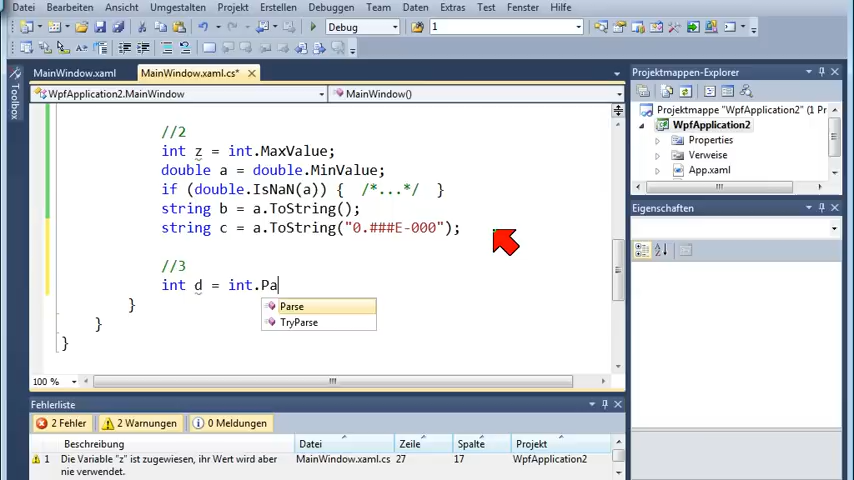 Datei Bearbeiten Ansicht Umgestalten Projekt Erstellen Debuggen Team Daten Extras Test Fenster Hilfe
Debug 1
MainWindow.xaml MainWindow.xaml.cs* Projektmappen-Explorer
WpfApplication2.MainWindow MainWindow()
Toolbox
Projektmappe "WpfApplication2" (1 Pr
WpfApplication2
Properties
Verweise
App.xaml
//2
int z = int.MaxValue;
double a = double.MinValue;
if (double.IsNaN(a)) { /*...*/ }
string b = a.ToString();
string c = a.ToString("0.###E-000");
Eigenschaften
//3
int d = int.Pa
Parse
TryParse
}
}
}
100 %
Fehlerliste
2 Fehler 2 Warnungen 0 Meldungen
Beschreibung Datei Zeile Spalte Projekt
1 Die Variable "z" ist zugewiesen, ihr Wert wird aber nie verwendet. MainWindow.xaml.cs 27 17 WpfApplication2